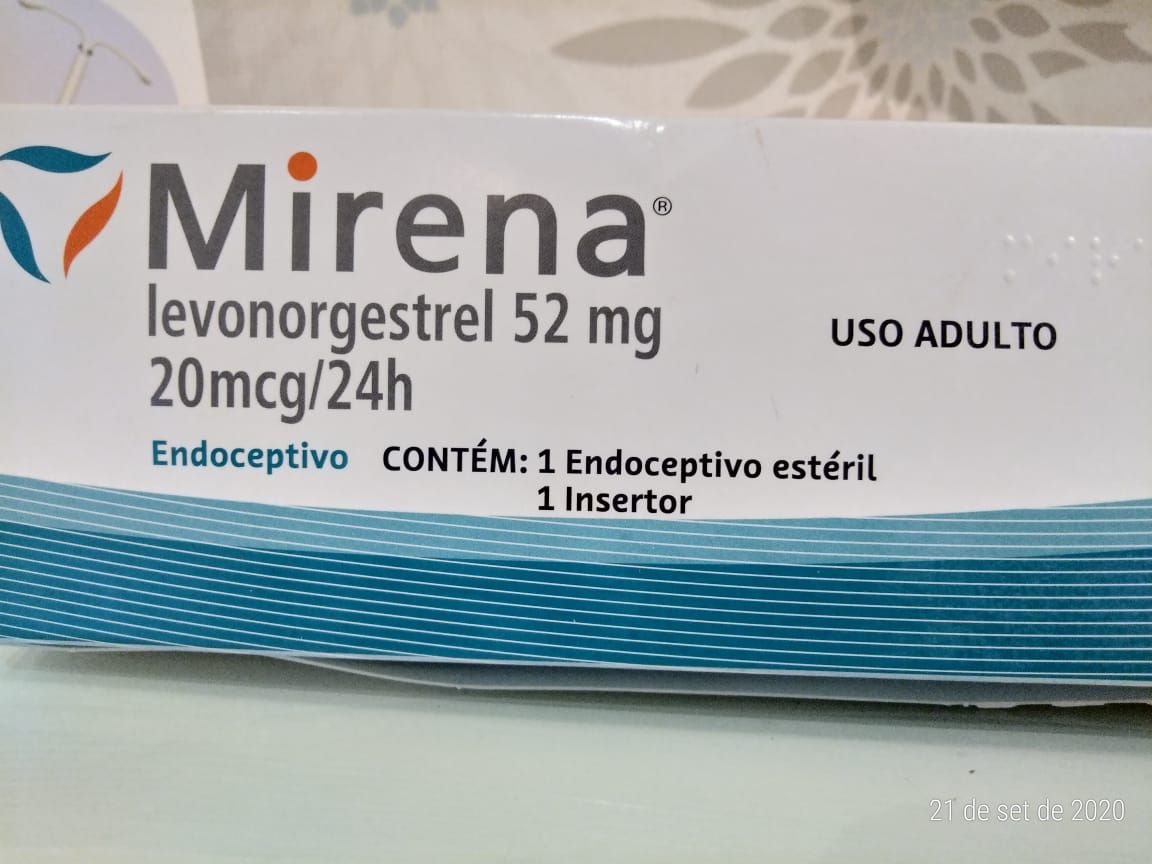 Mirena®
levonorgestrel 52 mg
20mcg/24h
USO ADULTO
Endoceptivo
CONTÉM: 1 Endoceptivo estéril
1 Insertor
21 de set de 2020